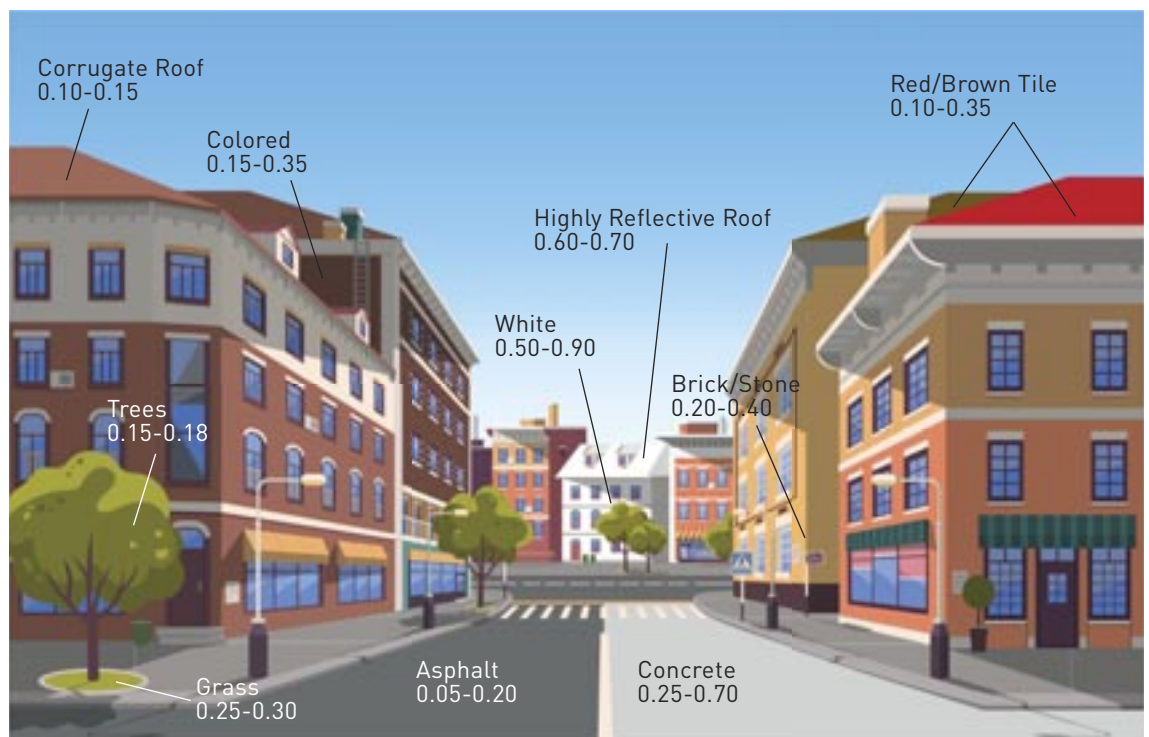 Corrugate Roof
0.10-0.15
Red/Brown Tile
0.10-0.35
Colored
0.15-0.35
Highly Reflective Roof
0.60-0.70
White
0.50-0.90
Brick/Stone
0.20-0.40
Trees
0.15-0.18
Asphalt
0.05-0.20
Concrete
0.25-0.70
Grass
0.25-0.30